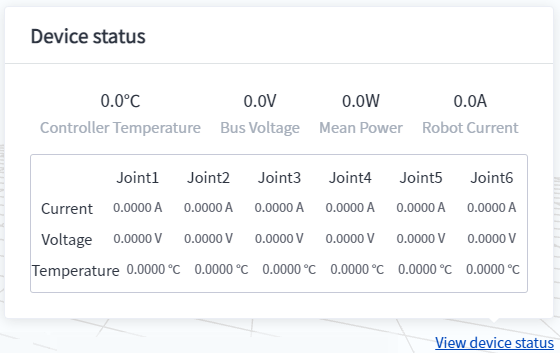 Device status
0.0°C 0.0V 0.0W 0.0A
Controller Temperature Bus Voltage Mean Power Robot Current
Joint1 Joint2 Joint3 Joint4 Joint5 Joint6
Current 0.0000 A 0.0000 A 0.0000 A 0.0000 A 0.0000 A 0.0000 A
Voltage 0.0000 V 0.0000 V 0.0000 V 0.0000 V 0.0000 V 0.0000 V
Temperature 0.0000 °C 0.0000 °C 0.0000 °C 0.0000 °C 0.0000 °C 0.0000 °C
View device status